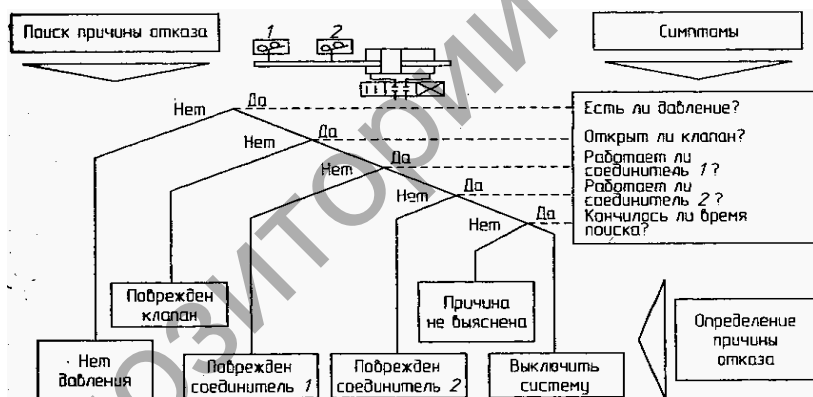 Поиск причины отказа
1
2
Симптомы
Нет
Да
Есть ли давление?
Нет
Да
Открыт ли клапан?
Нет
Да
Работает ли
соединитель 1?
Нет
Да
Работает ли
соединитель 2?
Нет
Да
Кончилось ли время
поиска?
Поврежден
клапан
Причина
не выяснена
Определение
причины
отказа
Нет
давления
Поврежден
соединитель 1
Поврежден
соединитель 2
Выключить
систему
ОЗИТОРИИ